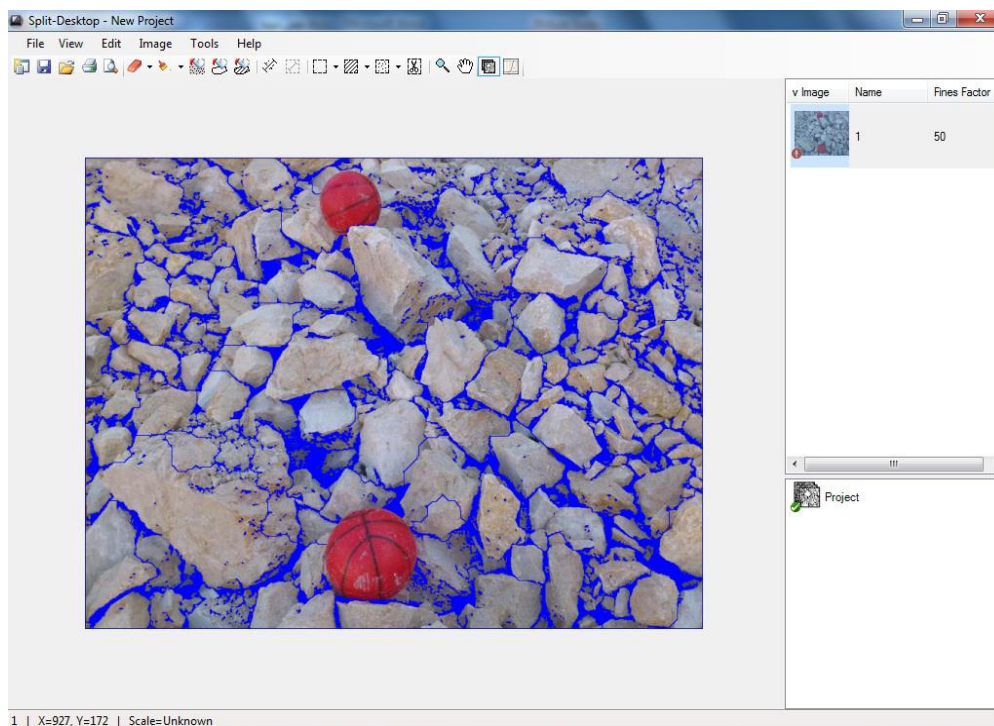 Split-Desktop - New Project
File View Edit Image Tools Help
v Image Name Fines Factor
1 50
Project
1 | X=927, Y=172 | Scale=Unknown